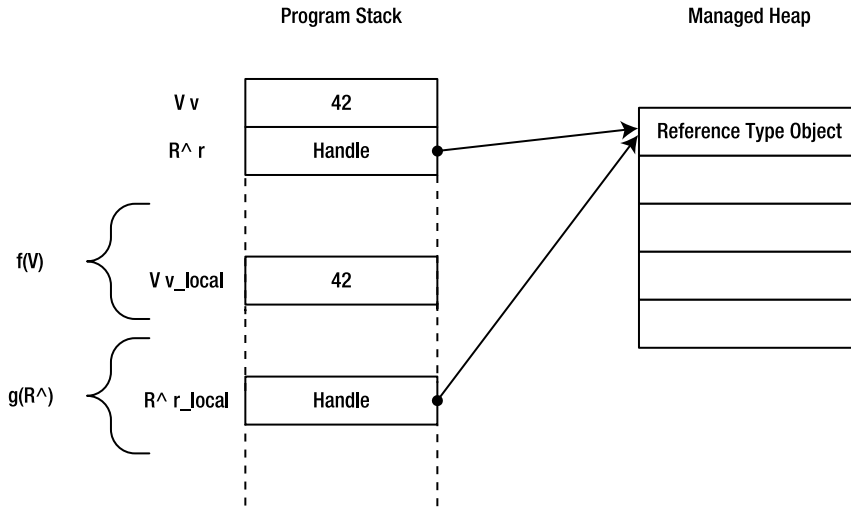 Program Stack
Managed Heap
V v
42
R^ r
Handle
Reference Type Object
f(V)
V v_local
42
g(R^)
R^ r_local
Handle